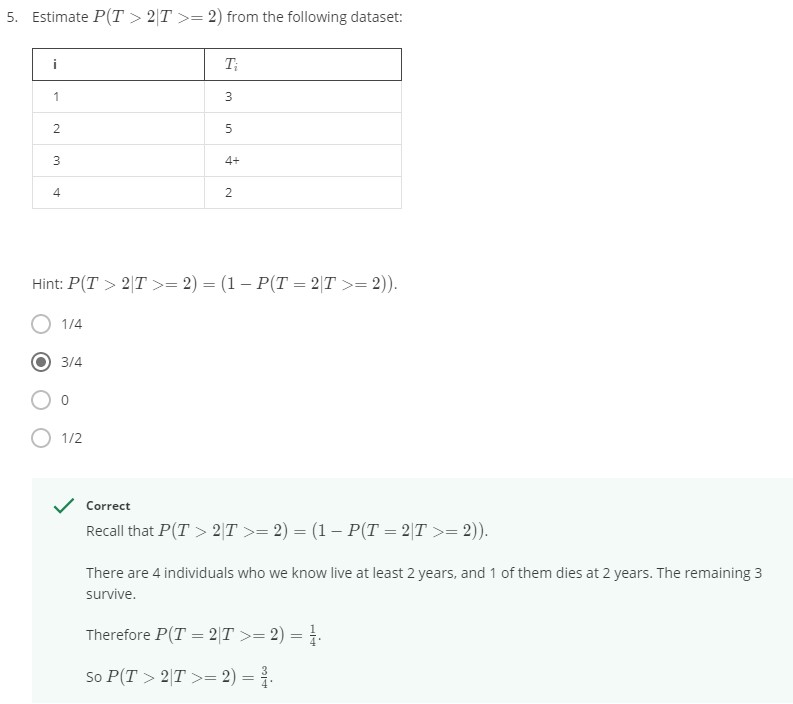 5. Estimate P(T > 2|T >= 2) from the following dataset:
i T_i
1 3
2 5
3 4+
4 2
Hint: P(T > 2|T >= 2) = (1 − P(T = 2|T >= 2)).
1/4
3/4
0
1/2
Correct
Recall that P(T > 2|T >= 2) = (1 − P(T = 2|T >= 2)).
There are 4 individuals who we know live at least 2 years, and 1 of them dies at 2 years. The remaining 3
survive.
Therefore P(T = 2|T >= 2) = 1/4.
So P(T > 2|T >= 2) = 3/4.